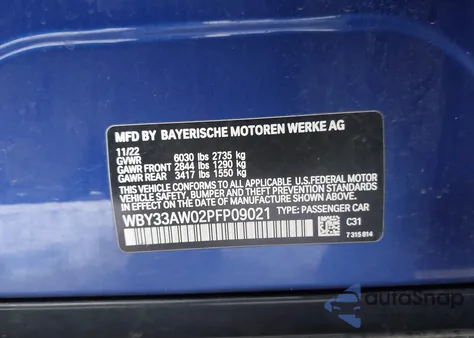 MFD BY BAYERISCHE MOTOREN WERKE AG
11/22
GVWR 6030 lbs 2735 kg
GAWR FRONT 2844 lbs 1290 kg
GAWR REAR 3417 lbs 1550 kg
THIS VEHICLE CONFORMS TO ALL APPLICABLE U.S. FEDERAL MOTOR
VEHICLE SAFETY, BUMPER, AND THEFT PREVENTION STANDARDS
IN EFFECT ON THE DATE OF MANUFACTURE SHOWN ABOVE.
WBY33AW02PFP09021 TYPE: PASSENGER CAR
C31
7 315 814
autoSnap